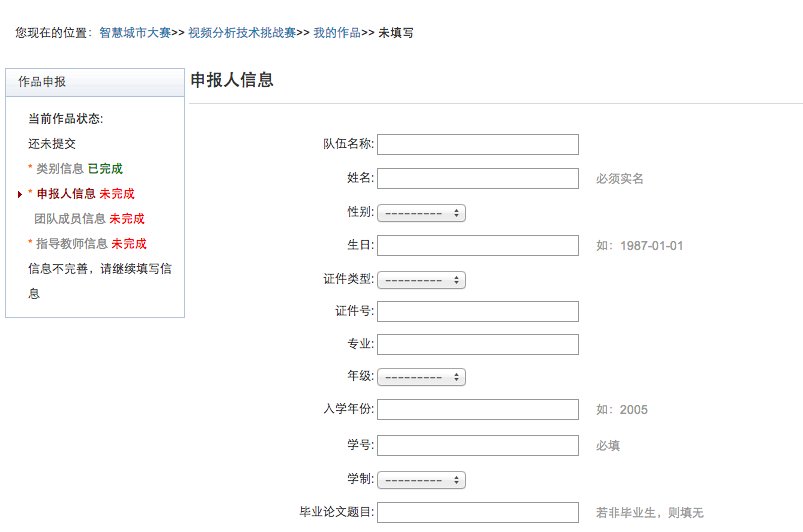 您现在的位置: 智慧城市大赛>> 视频分析技术挑战赛>> 我的作品>> 未填写
作品申报
当前作品状态:
还未提交
* 类别信息 已完成
* 申报人信息 未完成
团队成员信息 未完成
* 指导教师信息 未完成
信息不完善，请继续填写信
息
申报人信息
队伍名称:
姓名: 必须实名
性别: ---------
生日: 如：1987-01-01
证件类型: ---------
证件号:
专业:
年级: ---------
入学年份: 如：2005
学号: 必填
学制: ---------
毕业论文题目: 若非毕业生，则填无